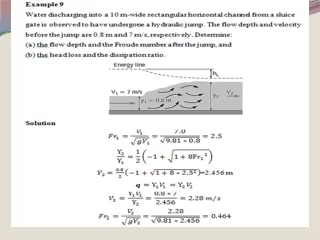 Example 9
Water discharging into a 10 m-wide rectangular horizontal channel from a sluice
gate is observed to have undergone a hydraulic jump. The flow depth and velocity
before the jump are 0.8 m and 7 m/s, respectively. Determine:
(a) the flow depth and the Froude number after the jump, and
(b) the head loss and the dissipation ratio.
Energy line
hL
V₁ = 7 m/s
y₁ = 0.8 m
Y₂
V₂
Solution
Fr₁ = V₁ / √(gY₁) = 7.0 / √(9.81 * 0.8) = 2.5
Y₂/Y₁ = 1/2 (−1 + √(1 + 8Fr₁²))
Y₂ = 0.8/2 (−1 + √(1 + 8 * 2.5²)) = 2.456 m
q = Y₁V₁ = Y₂V₂
V₂ = Y₁V₁ / Y₂ = 0.8 * 7 / 2.456 = 2.28 m/s
Fr₂ = V₂ / √(gY₂) = 2.28 / √(9.81 * 2.456) = 0.464